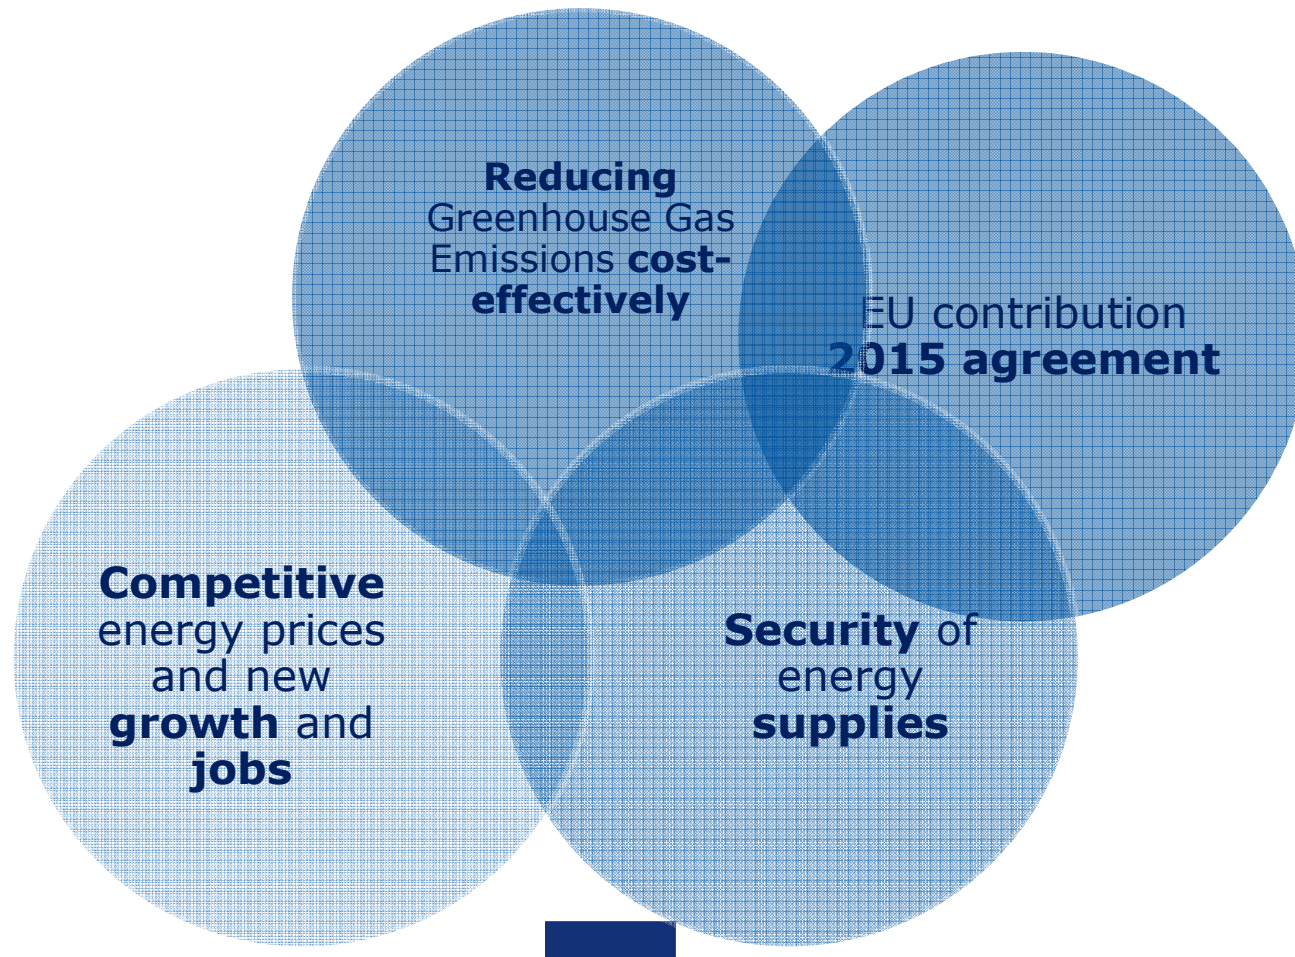 Reducing
Greenhouse Gas
Emissions cost-
effectively
EU contribution
2015 agreement
Competitive
energy prices
and new
growth and
jobs
Security of
energy
supplies